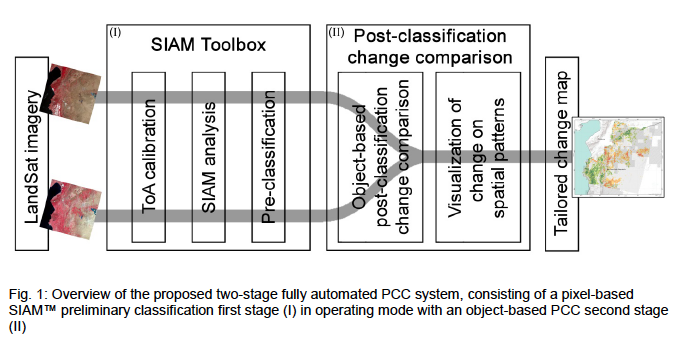 (I)
SIAM Toolbox
(II)
Post-classification
change comparison
LandSat imagery
ToA calibration
SIAM analysis
Pre-classification
Object-based
post-classification
change comparison
Visualization of
change on
spatial patterns
Tailored change map
Fig. 1: Overview of the proposed two-stage fully automated PCC system, consisting of a pixel-based
SIAM™ preliminary classification first stage (I) in operating mode with an object-based PCC second stage
(II)